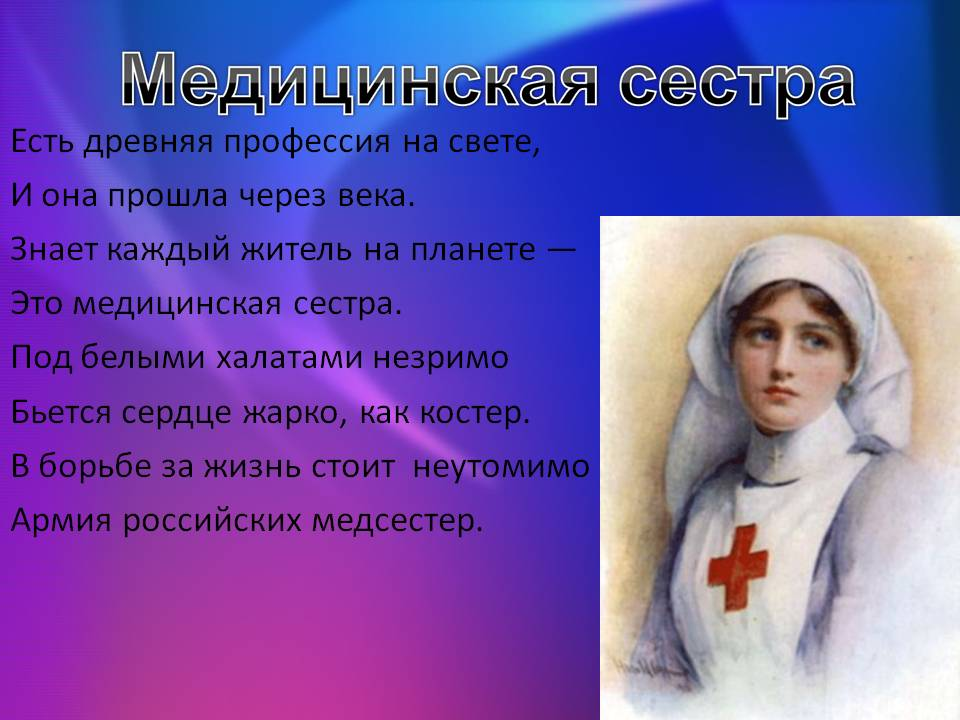 Медицинская сестра
Есть древняя профессия на свете,
И она прошла через века.
Знает каждый житель на планете —
Это медицинская сестра.
Под белыми халатами незримо
Бьется сердце жарко, как костер.
В борьбе за жизнь стоит  неутомимо
Армия российских медсестер.